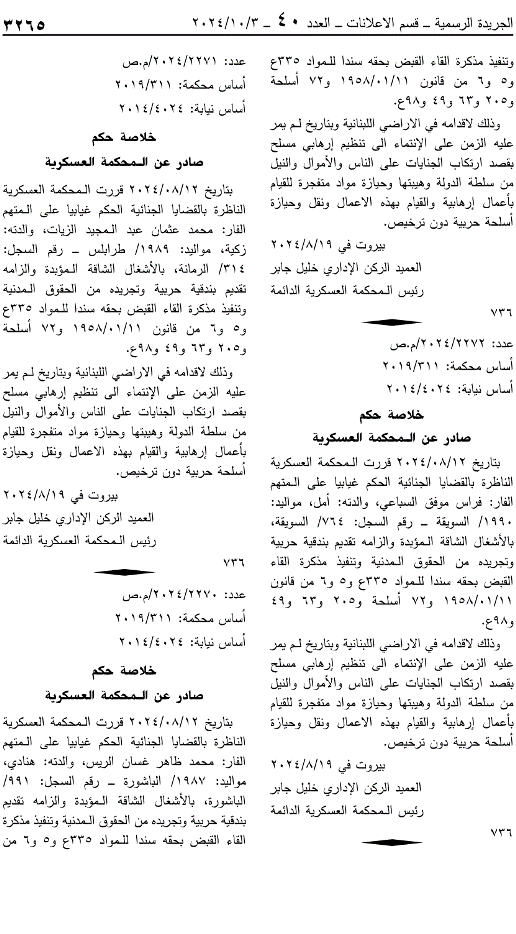 الجريدة الرسمية ــ قسم الاعلانات ــ العدد ٤٠ ــ ٢٠٢٤/١٠/٣
٣٢٦٥
وتنفيذ مذكرة القاء القبض بحقه سندا للمواد ٣٣٥ع
و٥ و٦ من قانون ١٩٥٨/٠١/١١ و٧٢ أسلحة
و٢٠٥ و٦٣ و٤٩ و٩٨ع.
وذلك لاقدامه في الاراضي اللبنانية وبتاريخ لم يمر
عليه الزمن على الإنتماء الى تنظيم إرهابي مسلح
بقصد ارتكاب الجنايات على الناس والأموال والنيل
من سلطة الدولة وهيبتها وحيازة مواد متفجرة للقيام
بأعمال إرهابية والقيام بهذه الاعمال ونقل وحيازة
أسلحة حربية دون ترخيص.
بيروت في ٢٠٢٤/٨/١٩
العميد الركن الإداري خليل جابر
رئيس المحكمة العسكرية الدائمة
٧٣٦
عدد: ٢٠٢٤/٢٢٧٢/م.ص
أساس محكمة: ٢٠١٩/٣١١
أساس نيابة: ٢٠١٤/٤٠٢٤
خلاصة حكم
صادر عن المحكمة العسكرية
بتاريخ ٢٠٢٤/٠٨/١٢ قررت المحكمة العسكرية
الناظرة بالقضايا الجنائية الحكم غيابيا على المتهم
الفار: فراس موفق السباعي، والدته: أمل، مواليد:
١٩٩٠/ السويقة ــ رقم السجل: ٧٦٤/ السويقة،
بالأشغال الشاقة المؤبدة والزامه تقديم بندقية حربية
وتجريده من الحقوق المدنية وتنفيذ مذكرة القاء
القبض بحقه سندا للمواد ٣٣٥ع و٥ و٦ من قانون
١٩٥٨/٠١/١١ و٧٢ أسلحة و٢٠٥ و٦٣ و٤٩
و٩٨ع.
وذلك لاقدامه في الاراضي اللبنانية وبتاريخ لم يمر
عليه الزمن على الإنتماء الى تنظيم إرهابي مسلح
بقصد ارتكاب الجنايات على الناس والأموال والنيل
من سلطة الدولة وهيبتها وحيازة مواد متفجرة للقيام
بأعمال إرهابية والقيام بهذه الاعمال ونقل وحيازة
أسلحة حربية دون ترخيص.
بيروت في ٢٠٢٤/٨/١٩
العميد الركن الإداري خليل جابر
رئيس المحكمة العسكرية الدائمة
٧٣٦
عدد: ٢٠٢٤/٢٢٧١/م.ص
أساس محكمة: ٢٠١٩/٣١١
أساس نيابة: ٢٠١٤/٤٠٢٤
خلاصة حكم
صادر عن المحكمة العسكرية
بتاريخ ٢٠٢٤/٠٨/١٢ قررت المحكمة العسكرية
الناظرة بالقضايا الجنائية الحكم غيابيا على المتهم
الفار: محمد عثمان عبد المجيد الزيات، والدته:
زكية، مواليد: ١٩٨٩/ طرابلس ــ رقم السجل:
٣١٤/ الرمانة، بالأشغال الشاقة المؤبدة والزامه
تقديم بندقية حربية وتجريده من الحقوق المدنية
وتنفيذ مذكرة القاء القبض بحقه سندا للمواد ٣٣٥ع
و٥ و٦ من قانون ١٩٥٨/٠١/١١ و٧٢ أسلحة
و٢٠٥ و٦٣ و٤٩ و٩٨ع.
وذلك لاقدامه في الاراضي اللبنانية وبتاريخ لم يمر
عليه الزمن على الإنتماء الى تنظيم إرهابي مسلح
بقصد ارتكاب الجنايات على الناس والأموال والنيل
من سلطة الدولة وهيبتها وحيازة مواد متفجرة للقيام
بأعمال إرهابية والقيام بهذه الاعمال ونقل وحيازة
أسلحة حربية دون ترخيص.
بيروت في ٢٠٢٤/٨/١٩
العميد الركن الإداري خليل جابر
رئيس المحكمة العسكرية الدائمة
٧٣٦
عدد: ٢٠٢٤/٢٢٧٠/م.ص
أساس محكمة: ٢٠١٩/٣١١
أساس نيابة: ٢٠١٤/٤٠٢٤
خلاصة حكم
صادر عن المحكمة العسكرية
بتاريخ ٢٠٢٤/٠٨/١٢ قررت المحكمة العسكرية
الناظرة بالقضايا الجنائية الحكم غيابيا على المتهم
الفار: محمد ظاهر غسان الريس، والدته: هنادي،
مواليد: ١٩٨٧/ الباشورة ــ رقم السجل: ٩٩١/
الباشورة، بالأشغال الشاقة المؤبدة والزامه تقديم
بندقية حربية وتجريده من الحقوق المدنية وتنفيذ مذكرة
القاء القبض بحقه سندا للمواد ٣٣٥ع و٥ و٦ من